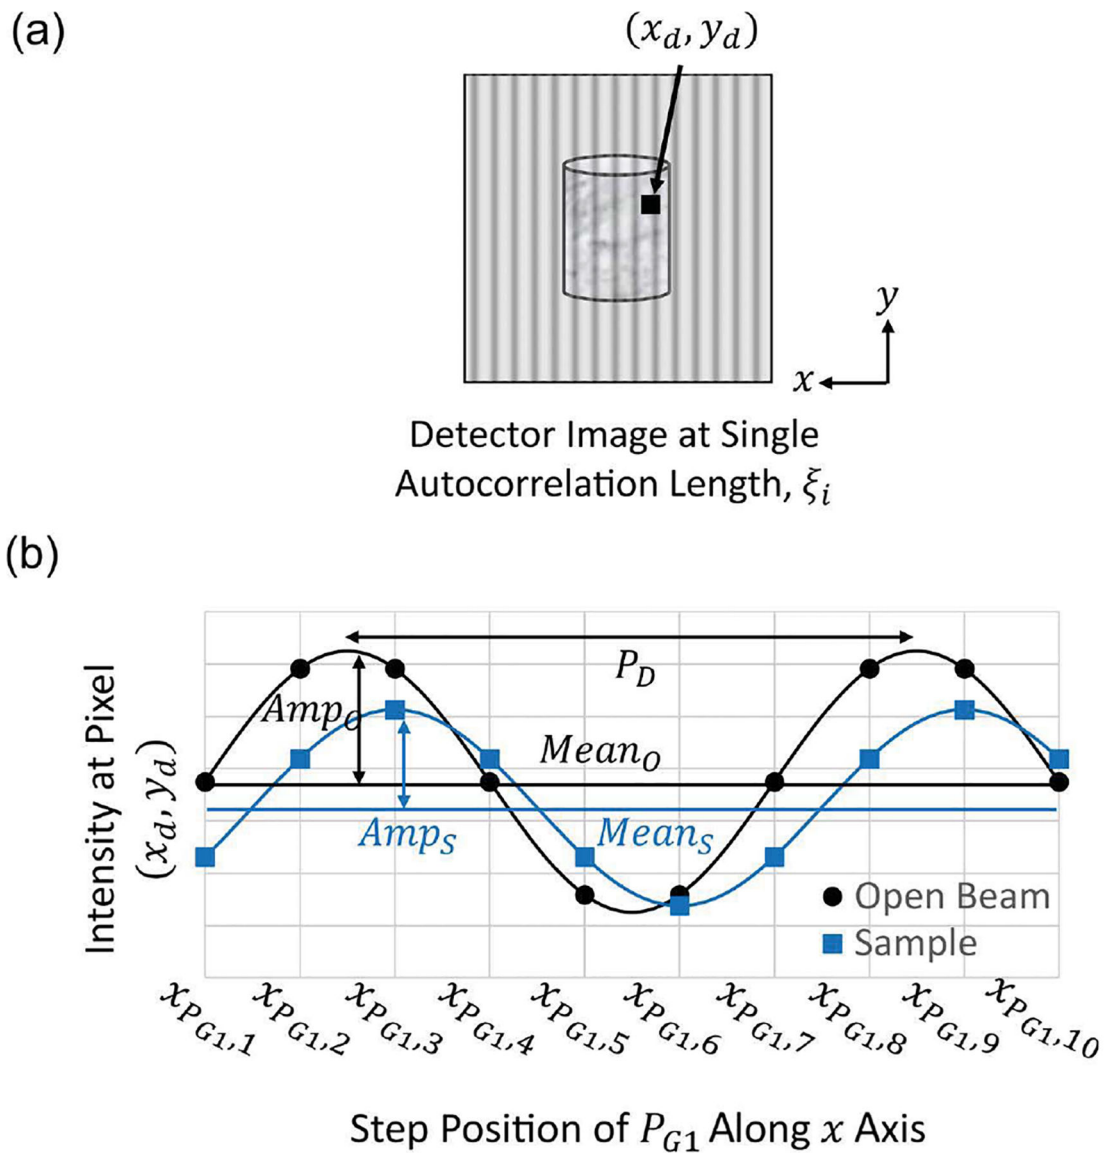 (a)
(x_d, y_d)
y
x
Detector Image at Single
Autocorrelation Length, ξ_i
(b)
Intensity at Pixel
(x_d, y_d)
P_D
Amp_O
Mean_O
Amp_S
Mean_S
Open Beam
Sample
x_{P_{G1,1}} x_{P_{G1,2}} x_{P_{G1,3}} x_{P_{G1,4}} x_{P_{G1,5}} x_{P_{G1,6}} x_{P_{G1,7}} x_{P_{G1,8}} x_{P_{G1,9}} x_{P_{G1,10}}
Step Position of P_{G1} Along x Axis